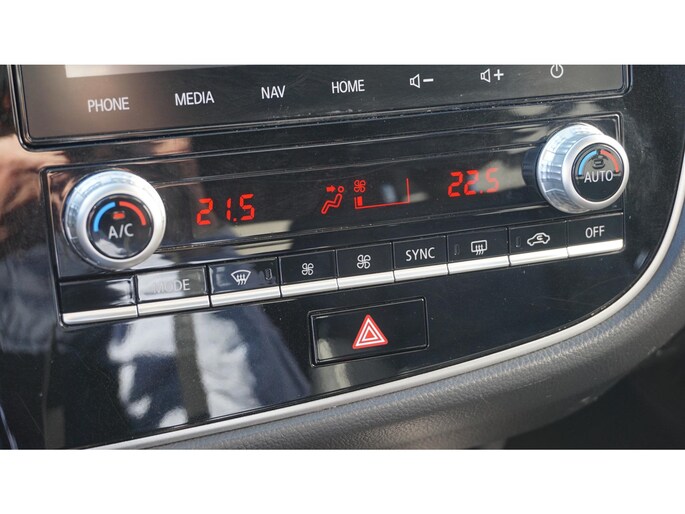 PHONE MEDIA NAV HOME
A/C 21.5 22.5 AUTO
MODE SYNC OFF